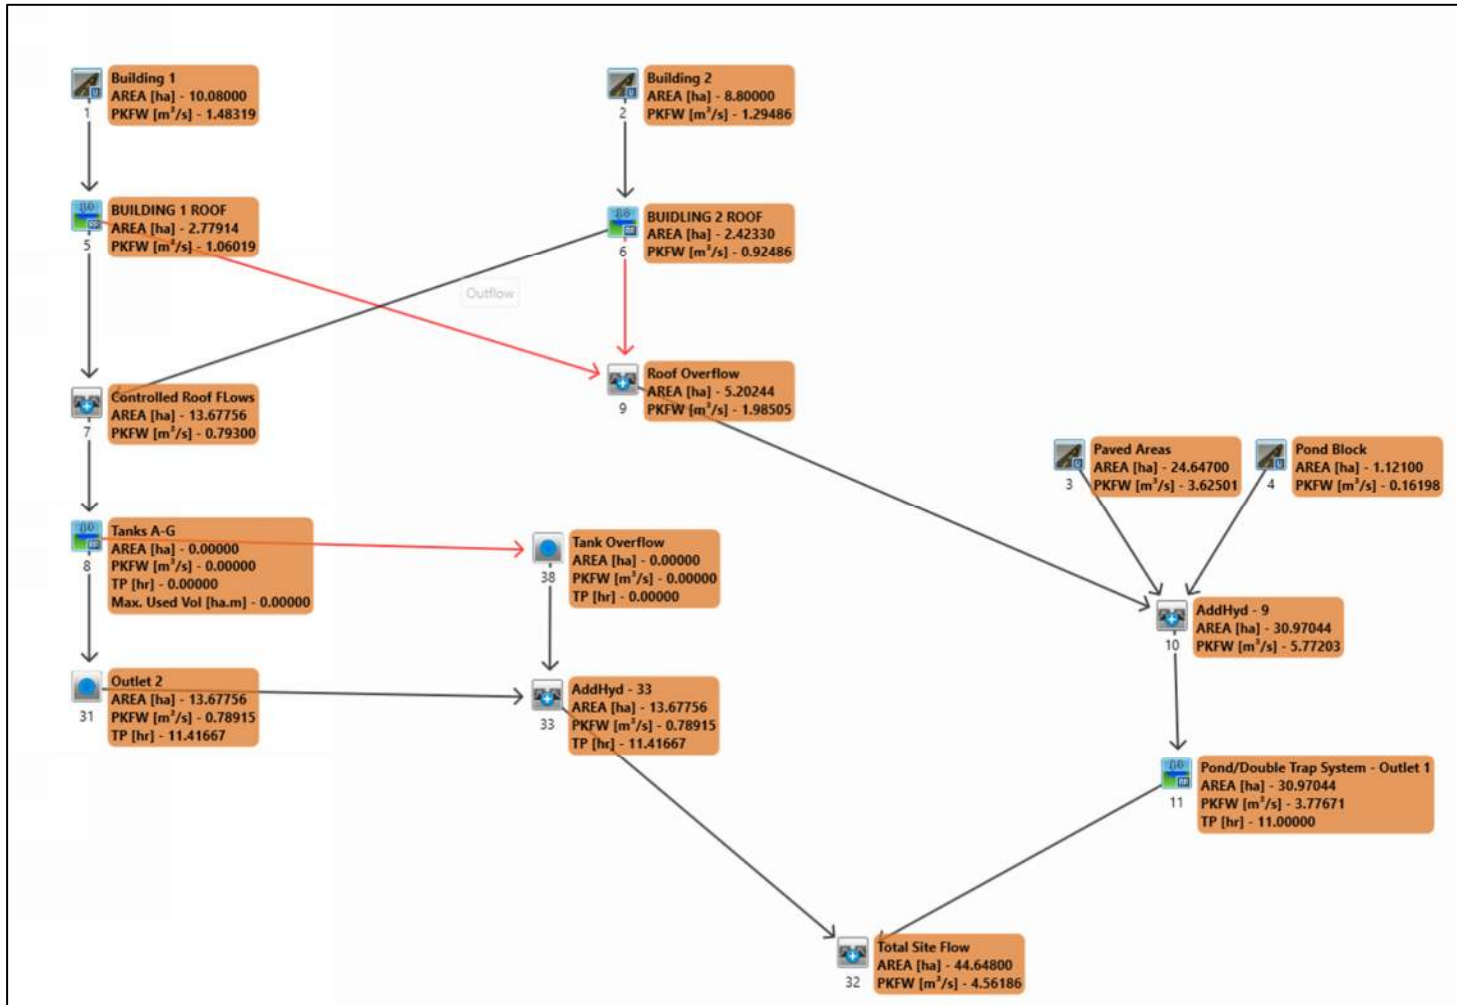 Building 1
AREA [ha] - 10.08000
PKFW [m³/s] - 1.48319
1
Building 2
AREA [ha] - 8.80000
PKFW [m³/s] - 1.29486
2
BUILDING 1 ROOF
AREA [ha] - 2.77914
PKFW [m³/s] - 1.06019
5
BUIDLING 2 ROOF
AREA [ha] - 2.42330
PKFW [m³/s] - 0.92486
6
Outflow
Controlled Roof FLows
AREA [ha] - 13.67756
PKFW [m³/s] - 0.79300
7
Roof Overflow
AREA [ha] - 5.20244
PKFW [m³/s] - 1.98505
9
Paved Areas
AREA [ha] - 24.64700
PKFW [m³/s] - 3.62501
3
Pond Block
AREA [ha] - 1.12100
PKFW [m³/s] - 0.16198
4
Tanks A-G
AREA [ha] - 0.00000
PKFW [m³/s] - 0.00000
TP [hr] - 0.00000
Max. Used Vol [ha.m] - 0.00000
8
Tank Overflow
AREA [ha] - 0.00000
PKFW [m³/s] - 0.00000
TP [hr] - 0.00000
38
AddHyd - 9
AREA [ha] - 30.97044
PKFW [m³/s] - 5.77203
10
Outlet 2
AREA [ha] - 13.67756
PKFW [m³/s] - 0.78915
TP [hr] - 11.41667
31
AddHyd - 33
AREA [ha] - 13.67756
PKFW [m³/s] - 0.78915
TP [hr] - 11.41667
33
Pond/Double Trap System - Outlet 1
AREA [ha] - 30.97044
PKFW [m³/s] - 3.77671
TP [hr] - 11.00000
11
Total Site Flow
AREA [ha] - 44.64800
PKFW [m³/s] - 4.56186
32